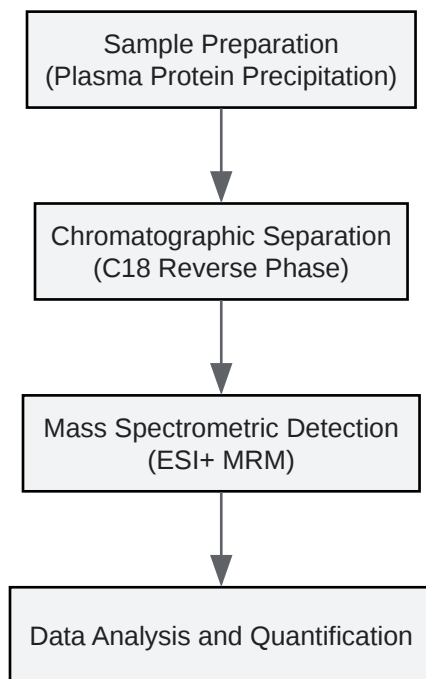 Sample Preparation
(Plasma Protein Precipitation)
Chromatographic Separation
(C18 Reverse Phase)
Mass Spectrometric Detection
(ESI+ MRM)
Data Analysis and Quantification